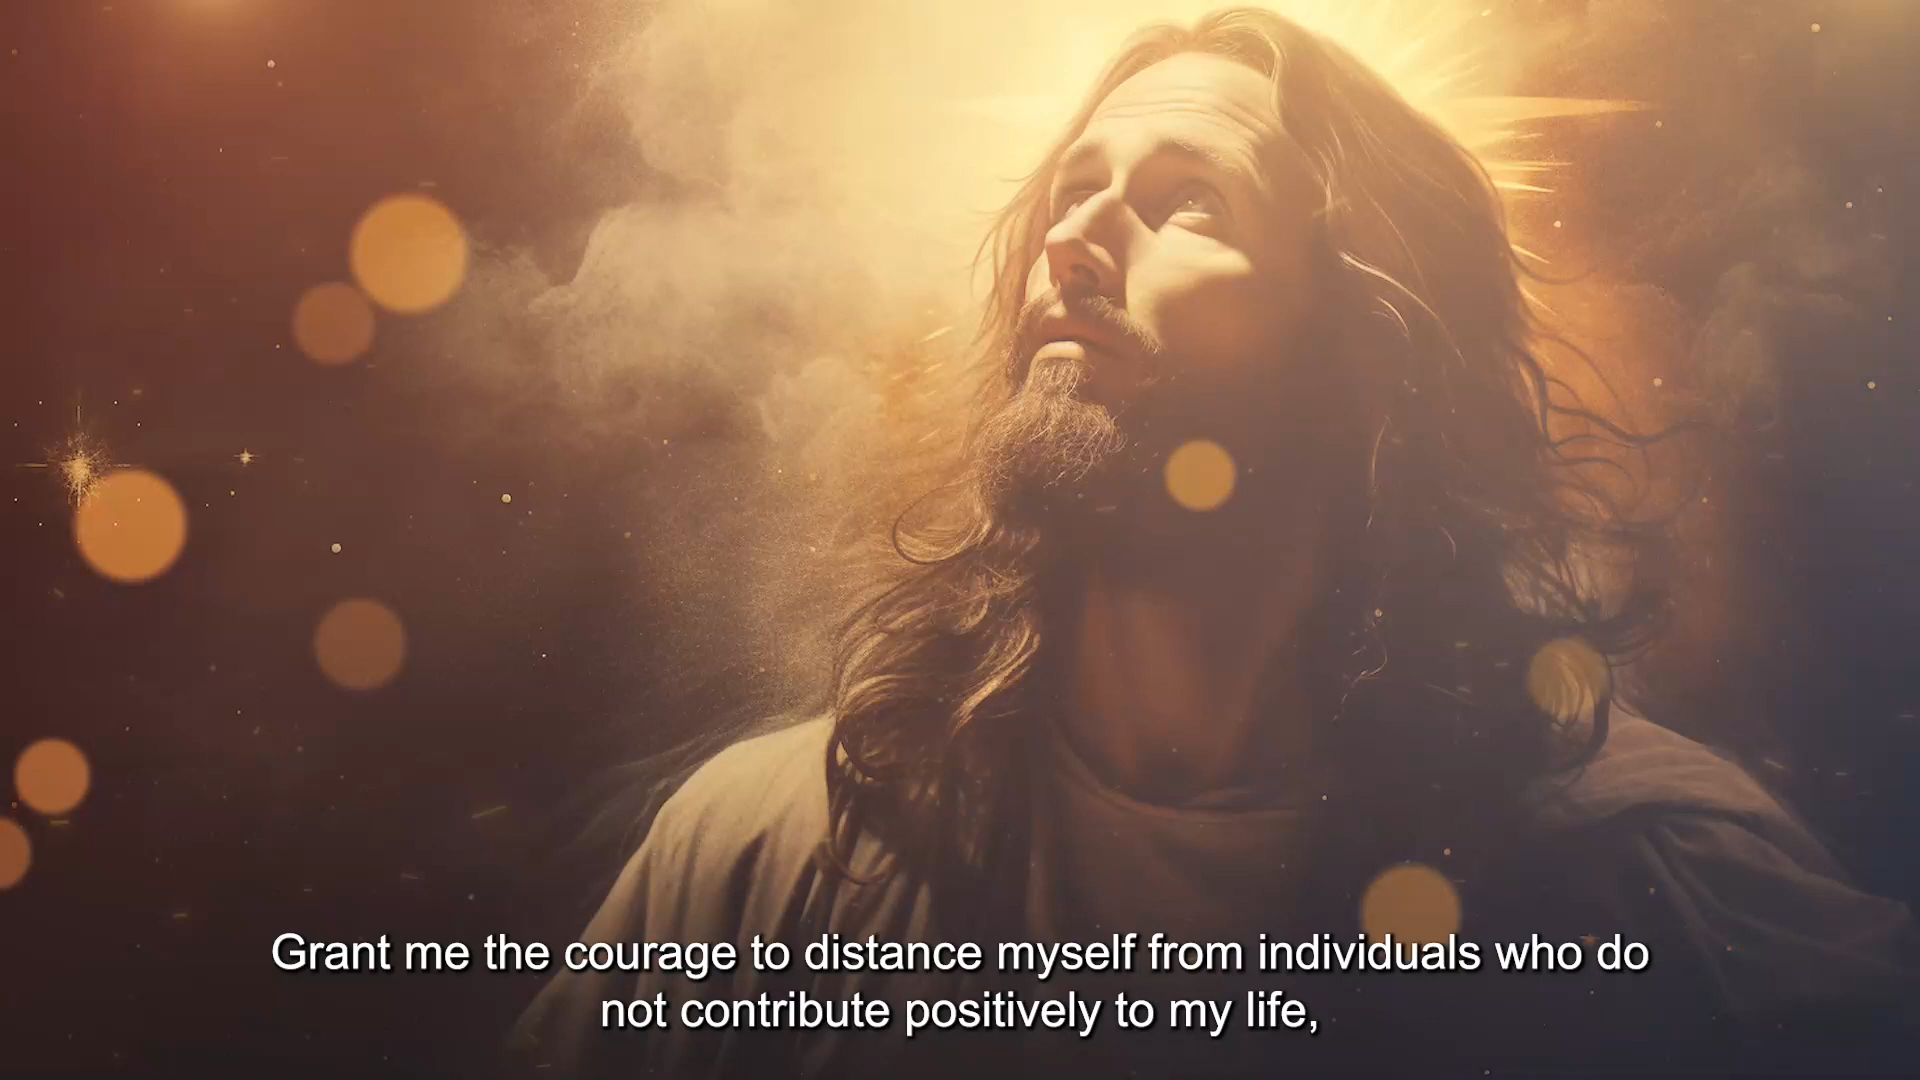 Grant me the courage to distance myself from individuals who do
not contribute positively to my life,